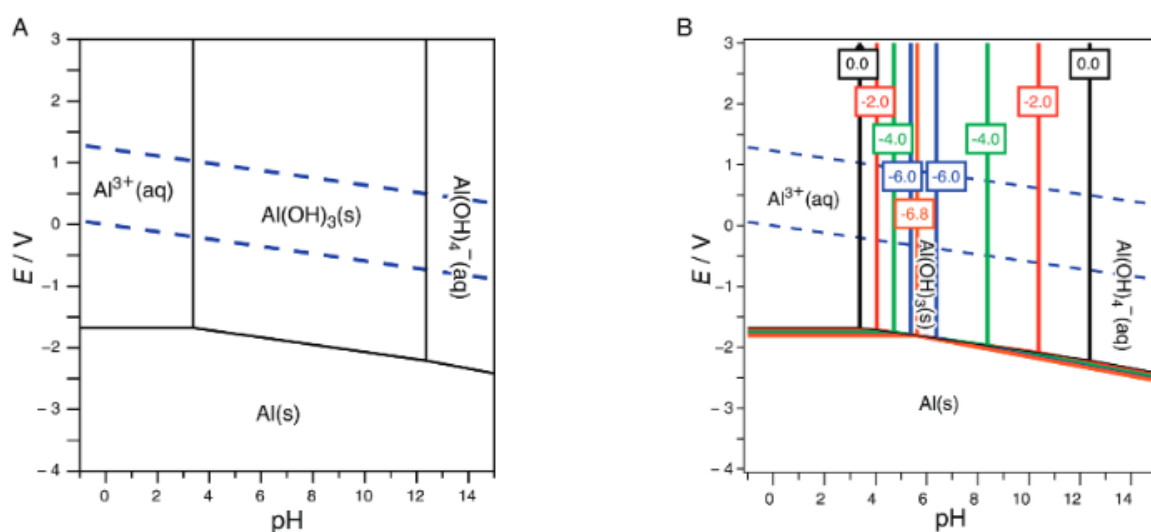 A
E / V
3
2
1
0
−1
−2
−3
−4
Al3+(aq)
Al(OH)3(s)
Al(OH)4−(aq)
Al(s)
0 2 4 6 8 10 12 14
pH
B
E / V
3
2
1
0
−1
−2
−3
−4
0.0
0.0
-2.0
-2.0
-4.0
-4.0
-6.0
-6.0
-6.8
Al3+(aq)
Al(OH)3(s)
Al(OH)4−(aq)
Al(s)
0 2 4 6 8 10 12 14
pH